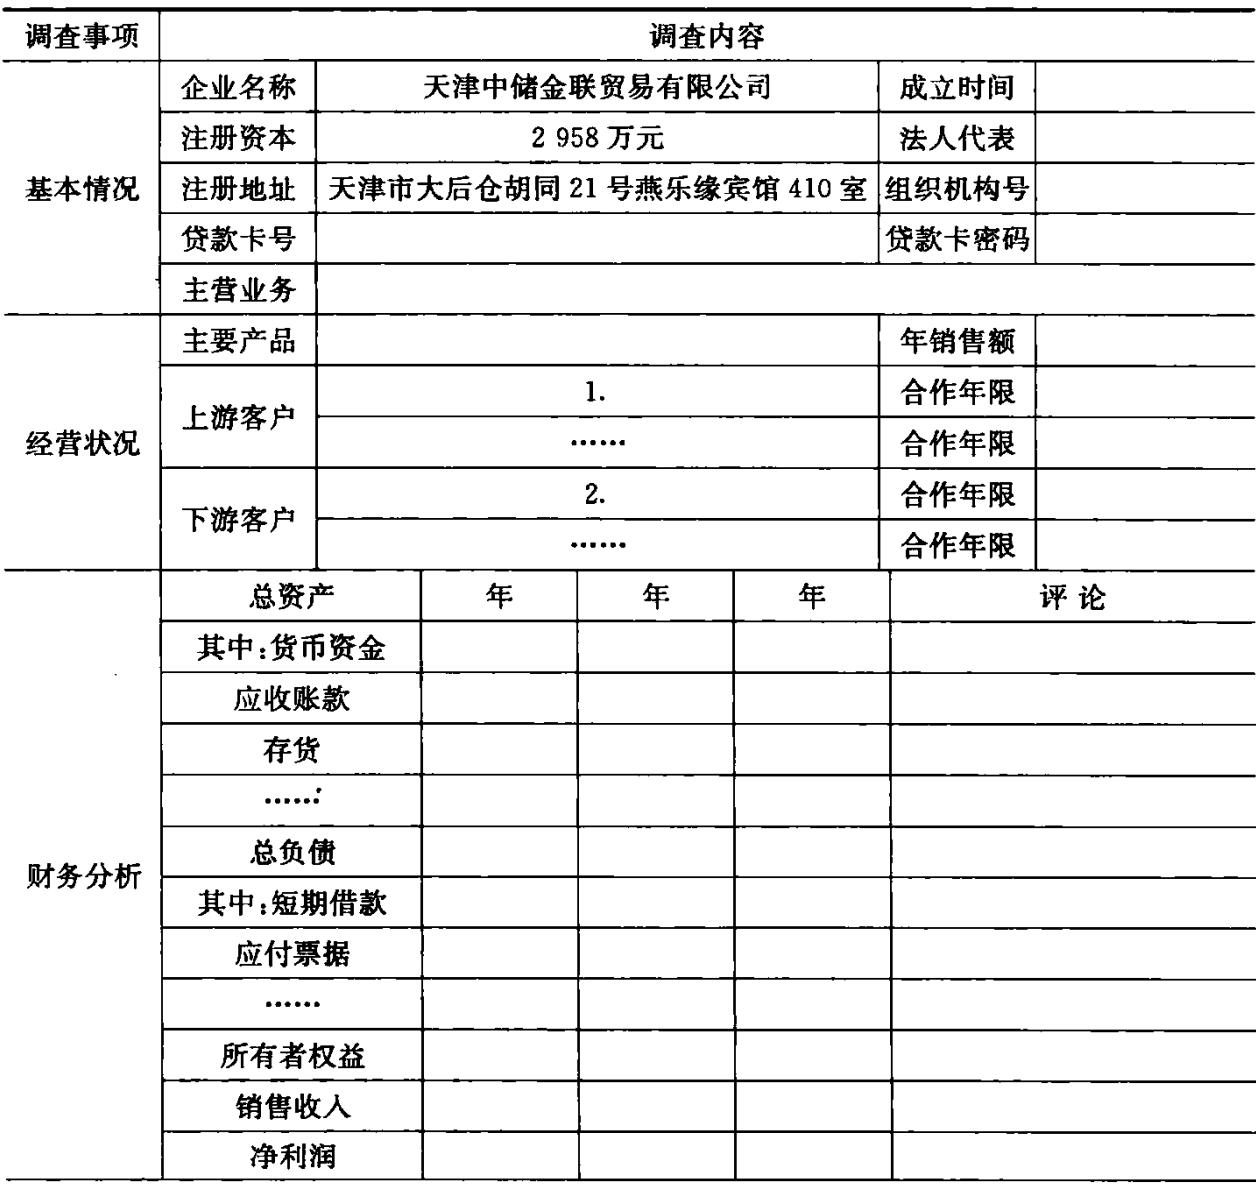 调查事项 调查内容
企业名称 天津中储金联贸易有限公司 成立时间
注册资本 2 958 万元 法人代表
基本情况 注册地址 天津市大后仓胡同 21 号燕乐缘宾馆 410 室 组织机构号
贷款卡号 贷款卡密码
主营业务
主要产品 年销售额
上游客户 1. 合作年限
经营状况 …… 合作年限
下游客户 2. 合作年限
…… 合作年限
总资产 年 年 年 评 论
其中:货币资金
应收账款
存货
……
总负债
财务分析
其中:短期借款
应付票据
……
所有者权益
销售收入
净利润